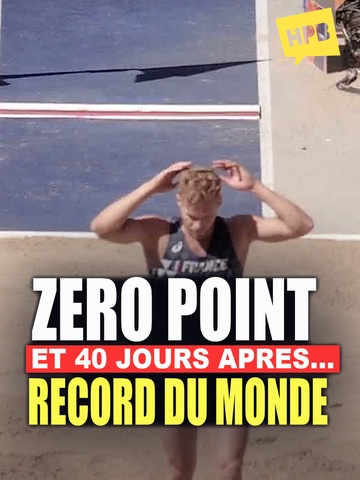 HPB
FRANCE
ZERO POINT
ET 40 JOURS APRES...
RECORD DU MONDE